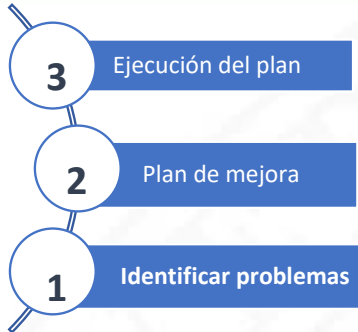 3
Ejecución del plan
2
Plan de mejora
1
Identificar problemas